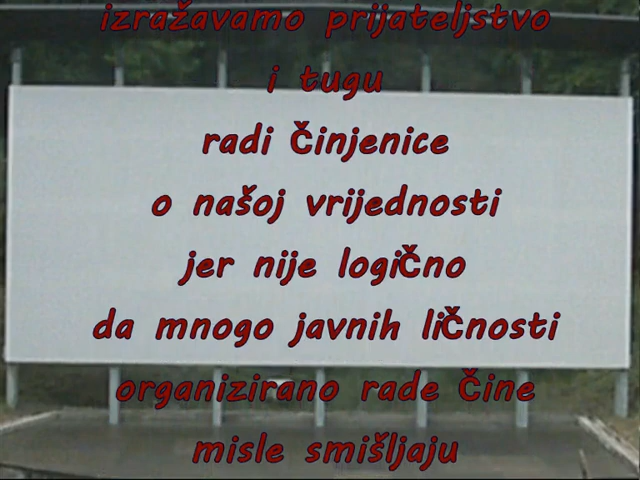 izražavamo prijateljstvo
i tugu
radi Činjenice
o našoj vrijednosti
jer nije logiČno
da mnogo javnih liČnosti
organizirano rade Čine
misle smišljaju